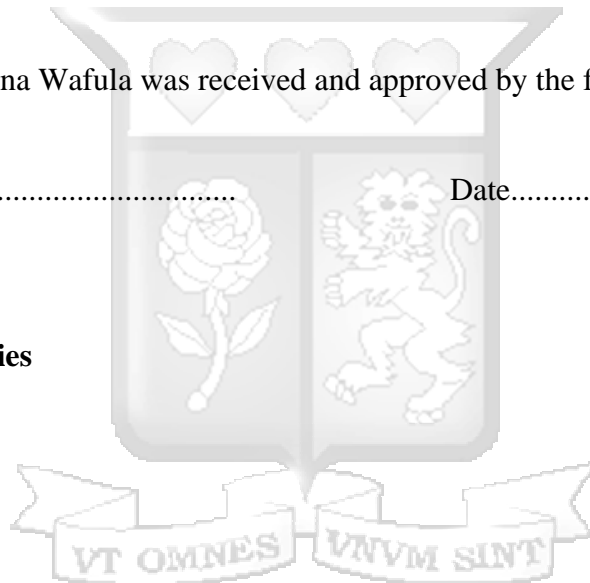 na Wafula was received and approved by the f
.............................. Date...........
ies
VT OMNES VNVM SINT